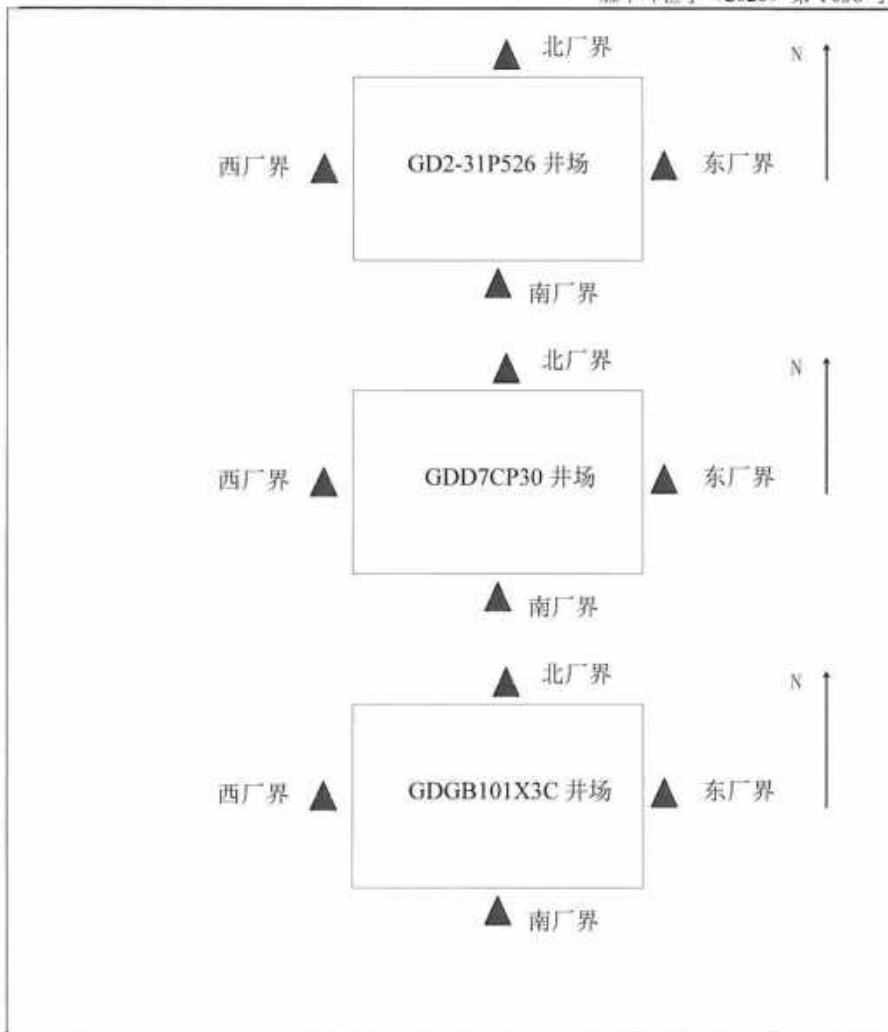 北厂界
N
西厂界
GD2-31P526 井场
东厂界
南厂界
北厂界
N
西厂界
GDD7CP30 井场
东厂界
南厂界
北厂界
N
西厂界
GDGB101X3C 井场
东厂界
南厂界